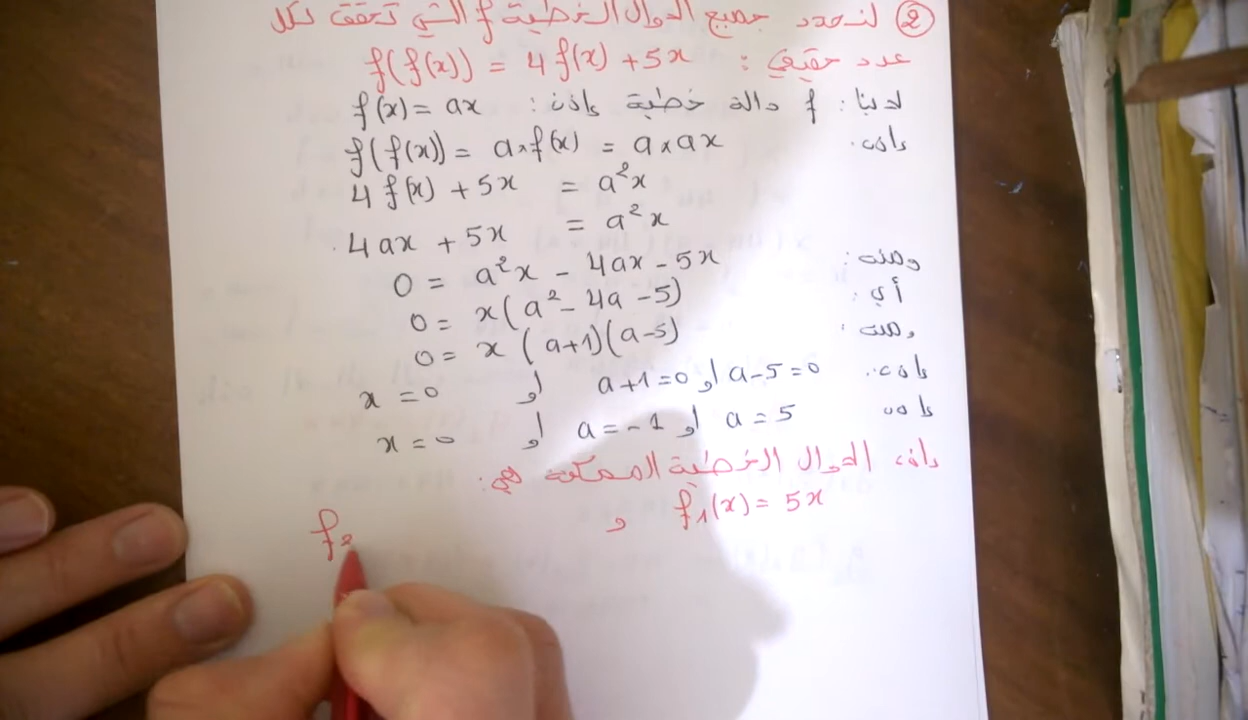 ② لنحدد جميع الدوال الخطية f التي تحقق لكل
عدد حقيقي : f(f(x)) = 4f(x) + 5x
لدينا : f دالة خطية إذن : f(x) = ax
إذن: f(f(x)) = a×f(x) = a×ax
4f(x) + 5x = a²x
4ax + 5x = a²x
ومنه : 0 = a²x - 4ax - 5x
أي : 0 = x(a² - 4a - 5)
ومنه : 0 = x(a+1)(a-5)
إذن: x = 0 أو a+1=0 أو a-5=0
إذن x = 0 أو a = -1 أو a = 5
إذن الدوال الخطية الممكنة هي:
f₁(x) = 5x و f₂